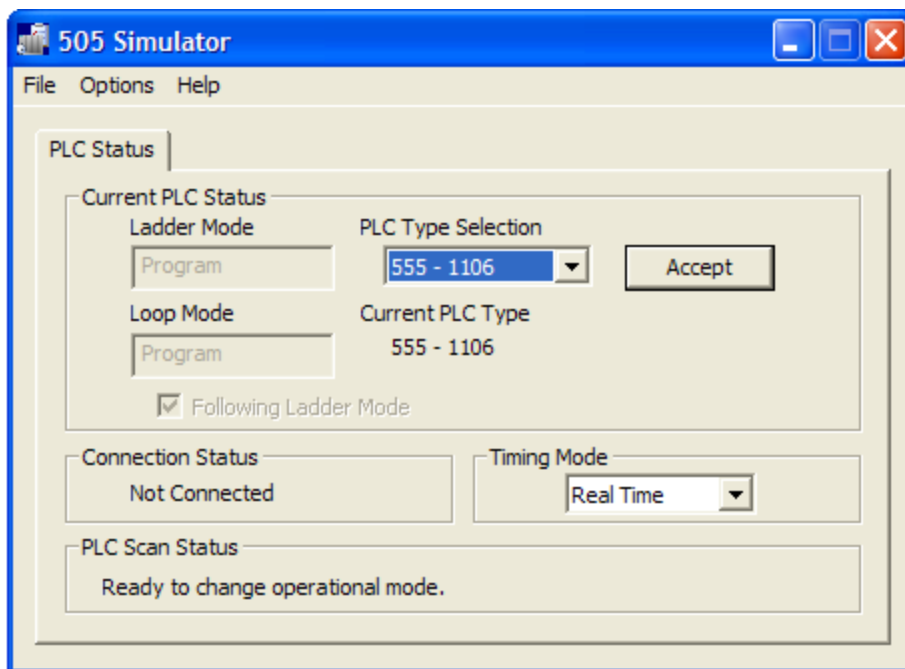 505 Simulator
File Options Help
PLC Status
Current PLC Status
Ladder Mode PLC Type Selection
Program 555 - 1106 Accept
Loop Mode Current PLC Type
Program 555 - 1106
Following Ladder Mode
Connection Status Timing Mode
Not Connected Real Time
PLC Scan Status
Ready to change operational mode.